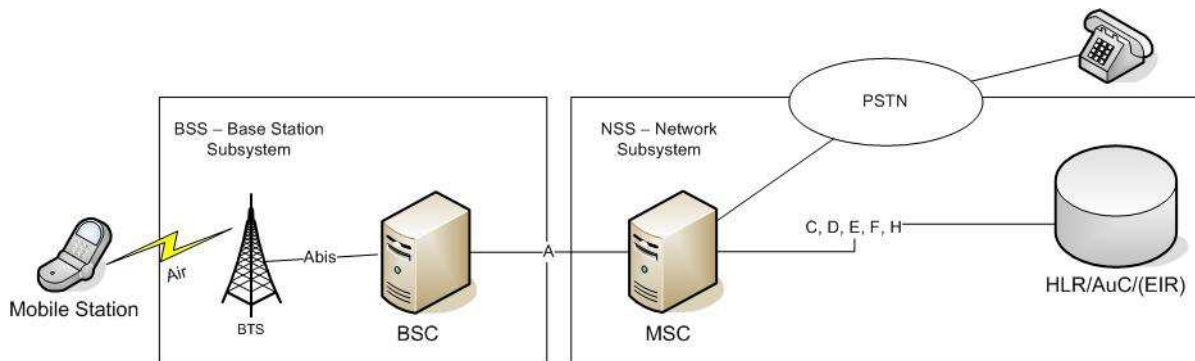 PSTN
BSS – Base Station
Subsystem
NSS – Network
Subsystem
C, D, E, F, H
A
Abis
Air
Mobile Station
BTS
BSC
MSC
HLR/AuC/(EIR)